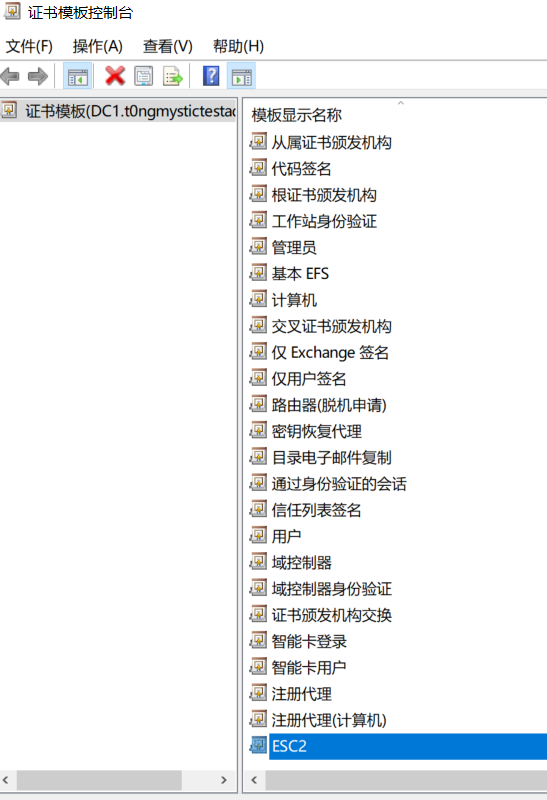 证书模板控制台
文件(F) 操作(A) 查看(V) 帮助(H)
证书模板(DC1.t0ngmystictestad
模板显示名称
从属证书颁发机构
代码签名
根证书颁发机构
工作站身份验证
管理员
基本 EFS
计算机
交叉证书颁发机构
仅 Exchange 签名
仅用户签名
路由器(脱机申请)
密钥恢复代理
目录电子邮件复制
通过身份验证的会话
信任列表签名
用户
域控制器
域控制器身份验证
证书颁发机构交换
智能卡登录
智能卡用户
注册代理
注册代理(计算机)
ESC2